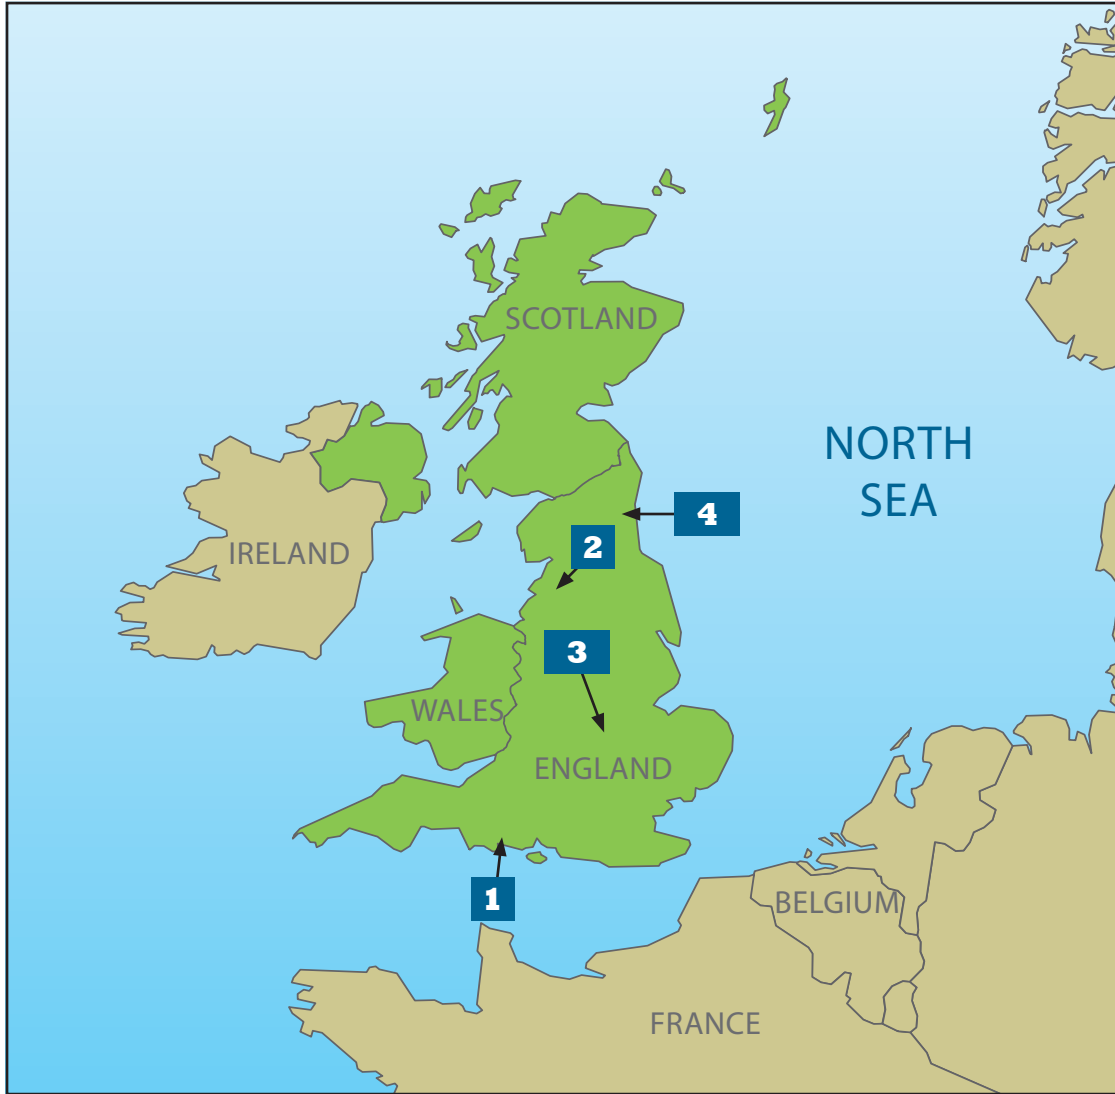 SCOTLAND
NORTH
SEA
4
2
IRELAND
3
WALES
ENGLAND
1
BELGIUM
FRANCE